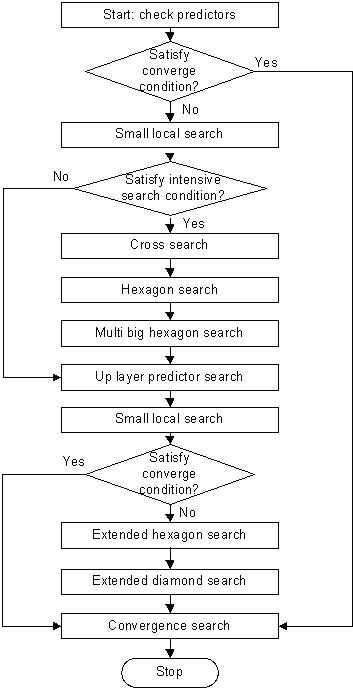 Start: check predictors
Satisfy
converge
condition?
Yes
No
Small local search
No
Satisfy intensive
search condition?
Yes
Cross search
Hexagon search
Multi big hexagon search
Up layer predictor search
Small local search
Yes
Satisfy
converge
condition?
No
Extended hexagon search
Extended diamond search
Convergence search
Stop